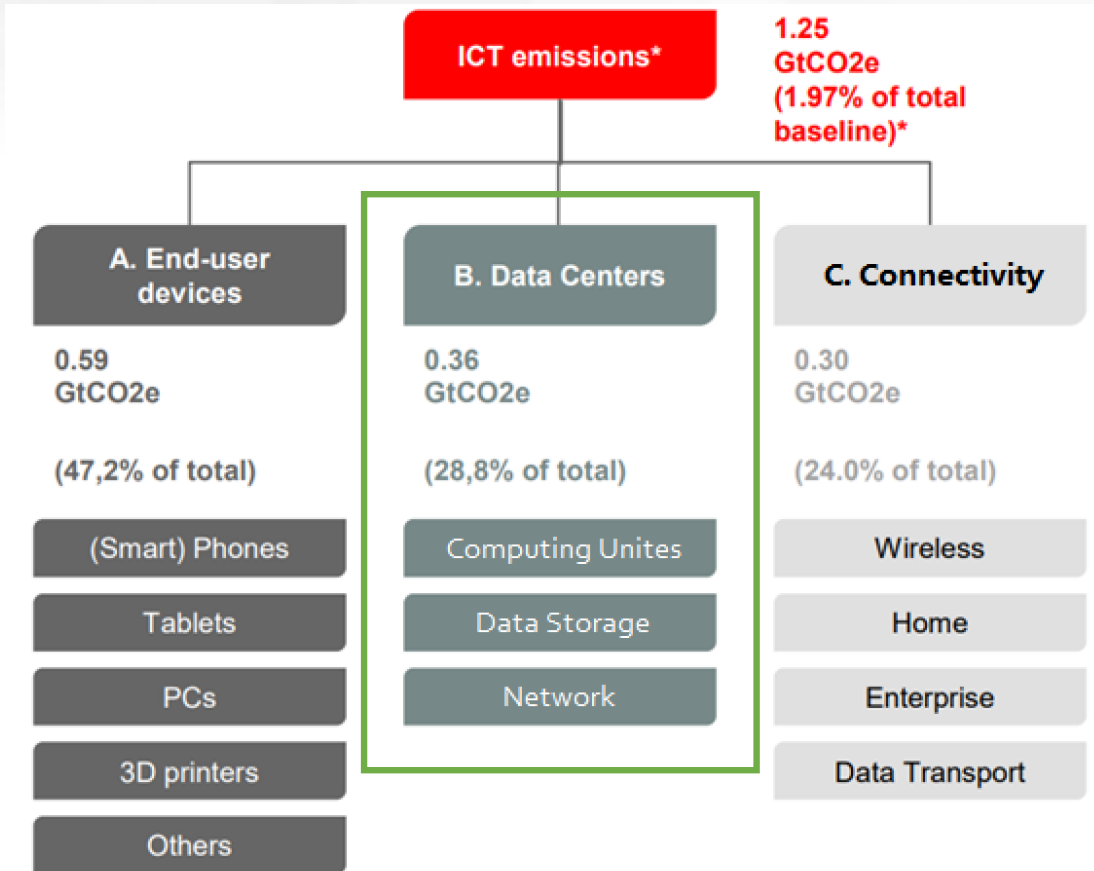 ICT emissions*
1.25
GtCO2e
(1.97% of total
baseline)*
A. End-user
devices
0.59
GtCO2e
(47,2% of total)
(Smart) Phones
Tablets
PCs
3D printers
Others
B. Data Centers
0.36
GtCO2e
(28,8% of total)
Computing Unites
Data Storage
Network
C. Connectivity
0.30
GtCO2e
(24.0% of total)
Wireless
Home
Enterprise
Data Transport